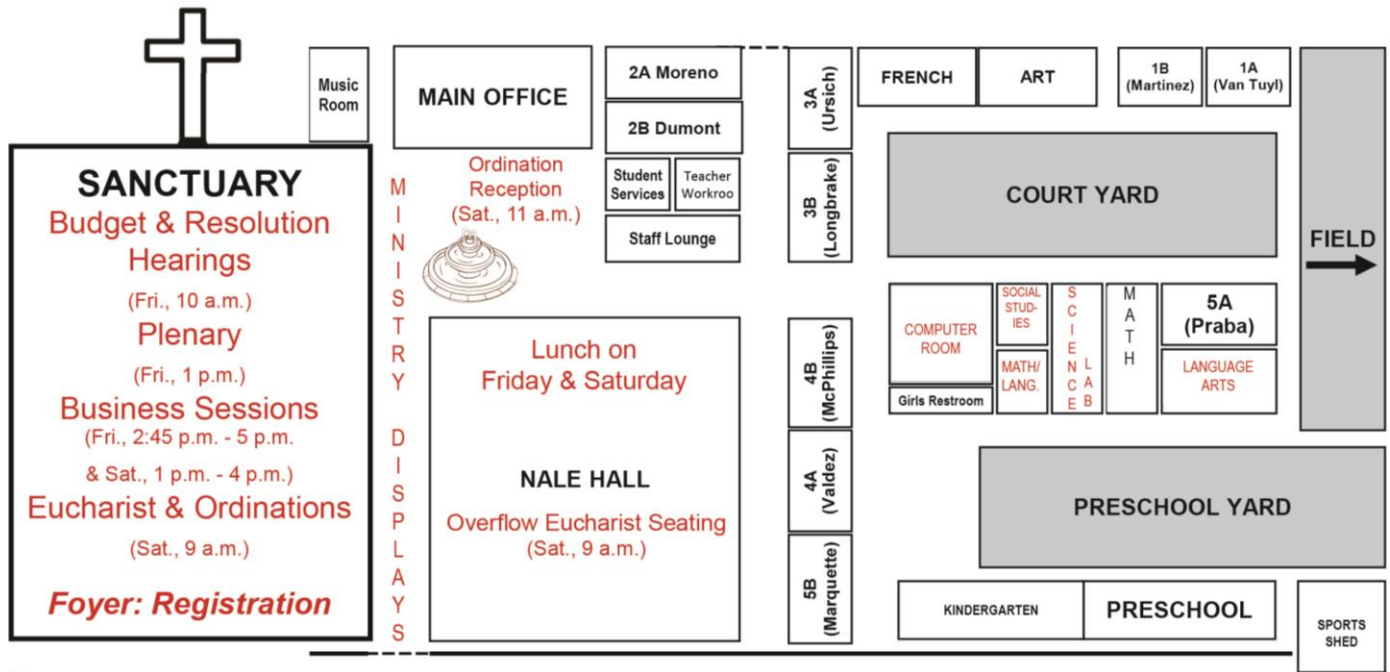 SANCTUARY
Budget & Resolution
Hearings
(Fri., 10 a.m.)
Plenary
(Fri., 1 p.m.)
Business Sessions
(Fri., 2:45 p.m. - 5 p.m.
& Sat., 1 p.m. - 4 p.m.)
Eucharist & Ordinations
(Sat., 9 a.m.)
Foyer: Registration
Music
Room
MINISTRY DISPLAYS
MAIN OFFICE
Ordination
Reception
(Sat., 11 a.m.)
2A Moreno
2B Dumont
Student
Services
Teacher
Workroo
Staff Lounge
Lunch on
Friday & Saturday
NALE HALL
Overflow Eucharist Seating
(Sat., 9 a.m.)
3A
(Ursich)
3B
(Longbrake)
4B
(McPhillips)
4A
(Valdez)
5B
(Marquette)
FRENCH
ART
1B
(Martinez)
1A
(Van Tuyl)
COURT YARD
FIELD
COMPUTER
ROOM
Girls Restroom
SOCIAL
STUD-
IES
MATH/
LANG.
SCIENCE
LAB
MATH
5A
(Praba)
LANGUAGE
ARTS
PRESCHOOL YARD
KINDERGARTEN
PRESCHOOL
SPORTS
SHED